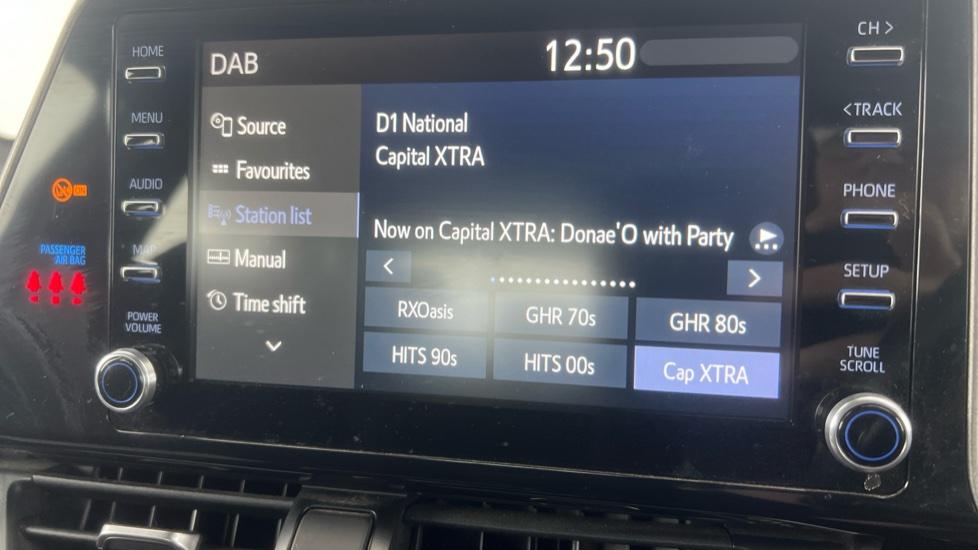 HOME
MENU
AUDIO
MAP
POWER
VOLUME
ON
PASSENGER
AIR BAG
DAB
12:50
Source
Favourites
Station list
Manual
Time shift
D1 National
Capital XTRA
Now on Capital XTRA: Donae'O with Party
<
>
RXOasis
GHR 70s
GHR 80s
HITS 90s
HITS 00s
Cap XTRA
CH >
<TRACK
PHONE
SETUP
TUNE
SCROLL